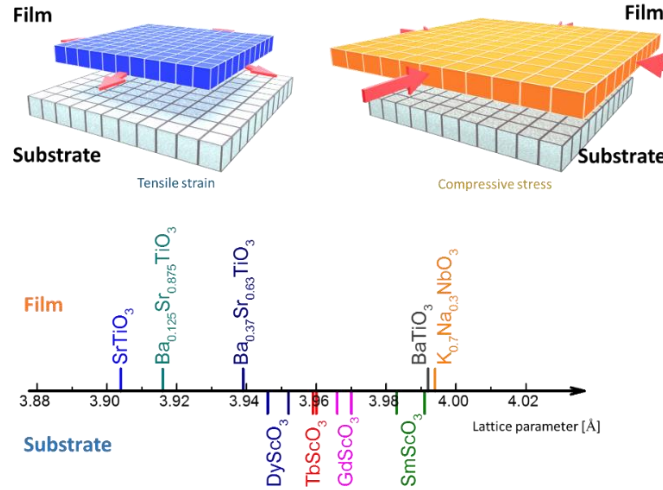 Film
Film
Substrate
Substrate
Tensile strain
Compressive stress
Film
SrTiO₃
Ba₀.₁₂₅Sr₀.₈₇₅TiO₃
Ba₀.₃₇Sr₀.₆₃TiO₃
BaTiO₃
K₀.₇Na₀.₃NbO₃
3.88 3.90 3.92 3.94 3.96 3.98 4.00 4.02
Lattice parameter [Å]
Substrate
DyScO₃
TbScO₃
GdScO₃
SmScO₃